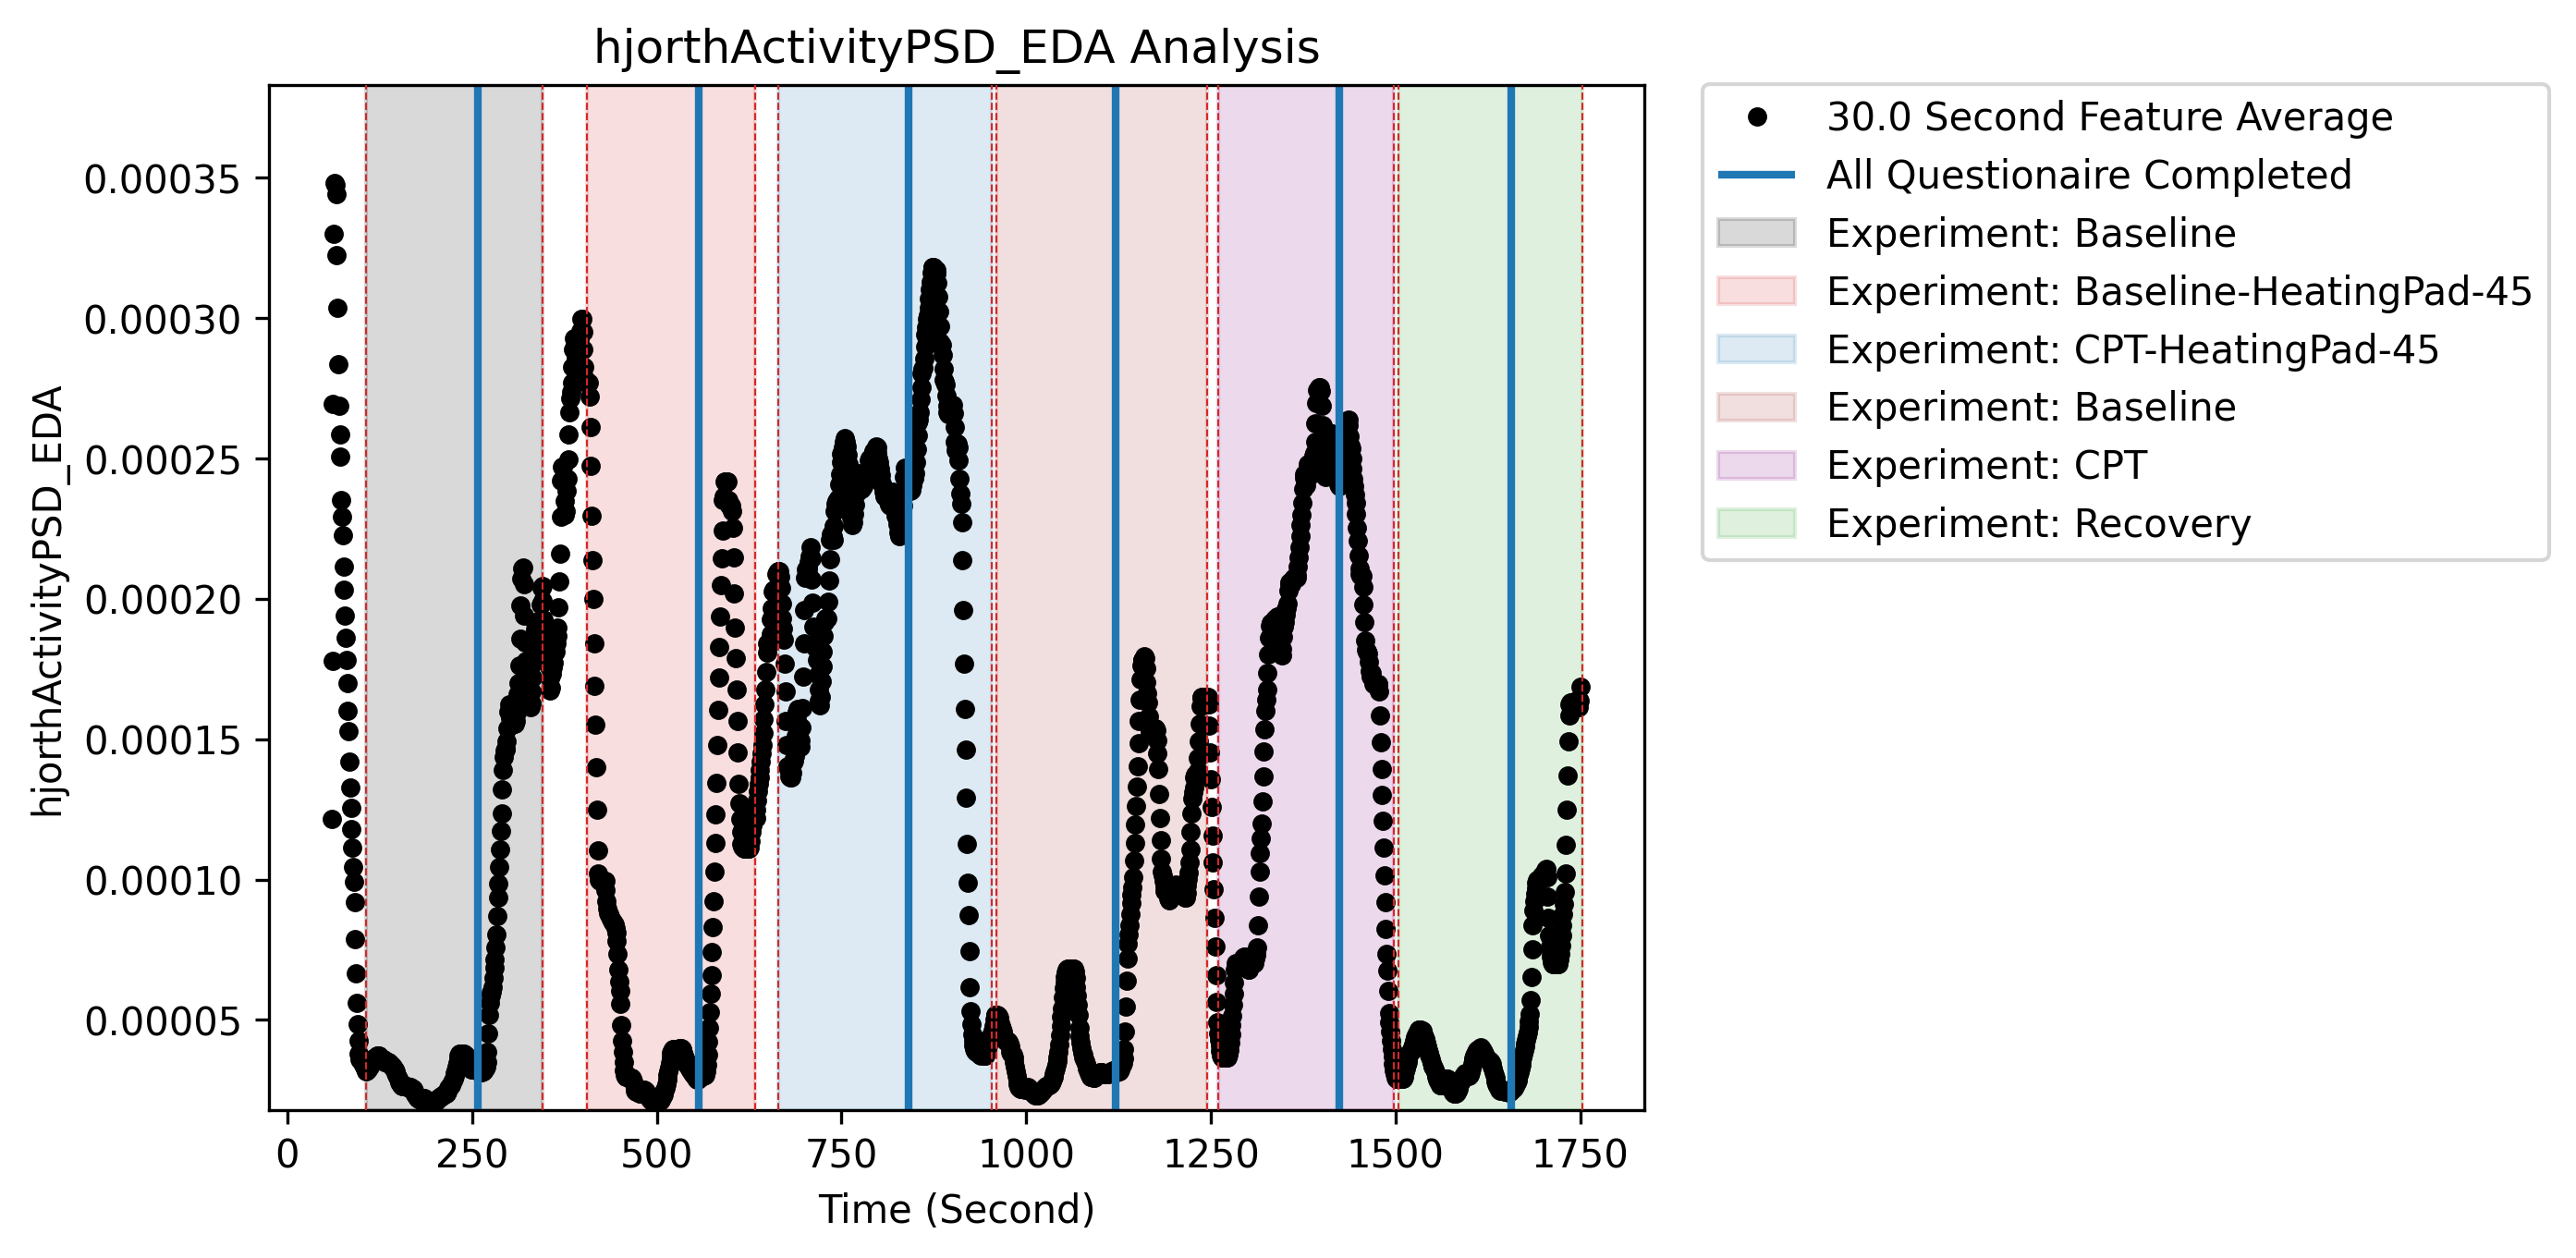 hjorthActivityPSD_EDA Analysis
hjorthActivityPSD_EDA
0.00035
0.00030
0.00025
0.00020
0.00015
0.00010
0.00005
0 250 500 750 1000 1250 1500 1750
Time (Second)
30.0 Second Feature Average
All Questionaire Completed
Experiment: Baseline
Experiment: Baseline-HeatingPad-45
Experiment: CPT-HeatingPad-45
Experiment: Baseline
Experiment: CPT
Experiment: Recovery